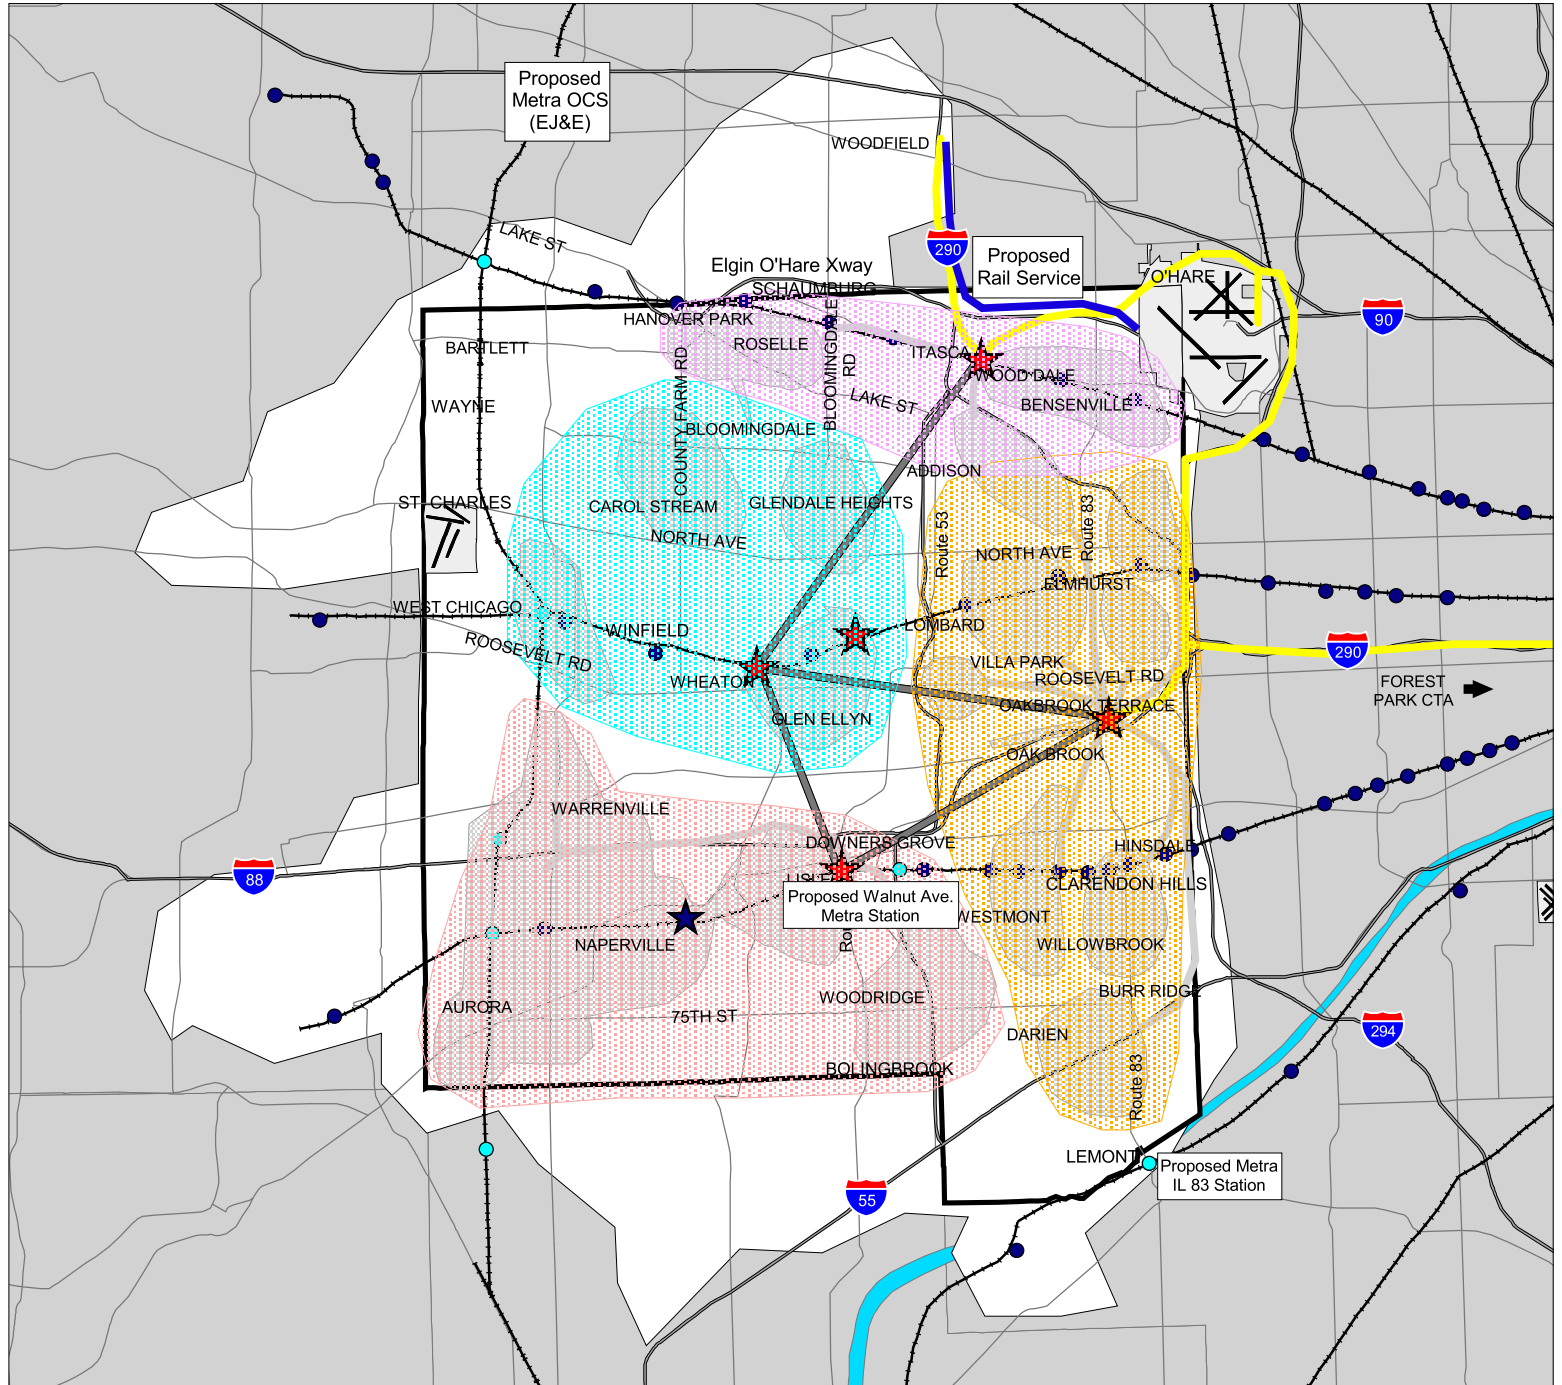 Proposed
Metra OCS
(EJ&E)
WOODFIELD
LAKE ST
290
Proposed
Rail Service
Elgin O'Hare Xway
SCHAUMBURG
O'HARE
HANOVER PARK
90
BARTLETT
ROSELLE
BLOOMINGDALE
RD
ITASCA
WOOD DALE
COUNTY FARM RD
WAYNE
LAKE ST
BENSENVILLE
BLOOMINGDALE
ADDISON
ST. CHARLES
CAROL STREAM
GLENDALE HEIGHTS
Route 53
Route 83
NORTH AVE
NORTH AVE
ELMHURST
WEST CHICAGO
WINFIELD
LOMBARD
ROOSEVELT RD
VILLA PARK
290
WHEATON
ROOSEVELT RD
FOREST
PARK CTA
OAKBROOK TERRACE
GLEN ELLYN
OAK BROOK
WARRENVILLE
DOWNERS GROVE
HINSDALE
88
LISLE
CLARENDON HILLS
Proposed Walnut Ave.
Metra Station
WESTMONT
NAPERVILLE
WILLOWBROOK
AURORA
WOODRIDGE
BURR RIDGE
75TH ST
DARIEN
294
BOLINGBROOK
Route 83
LEMONT
Proposed Metra
IL 83 Station
55